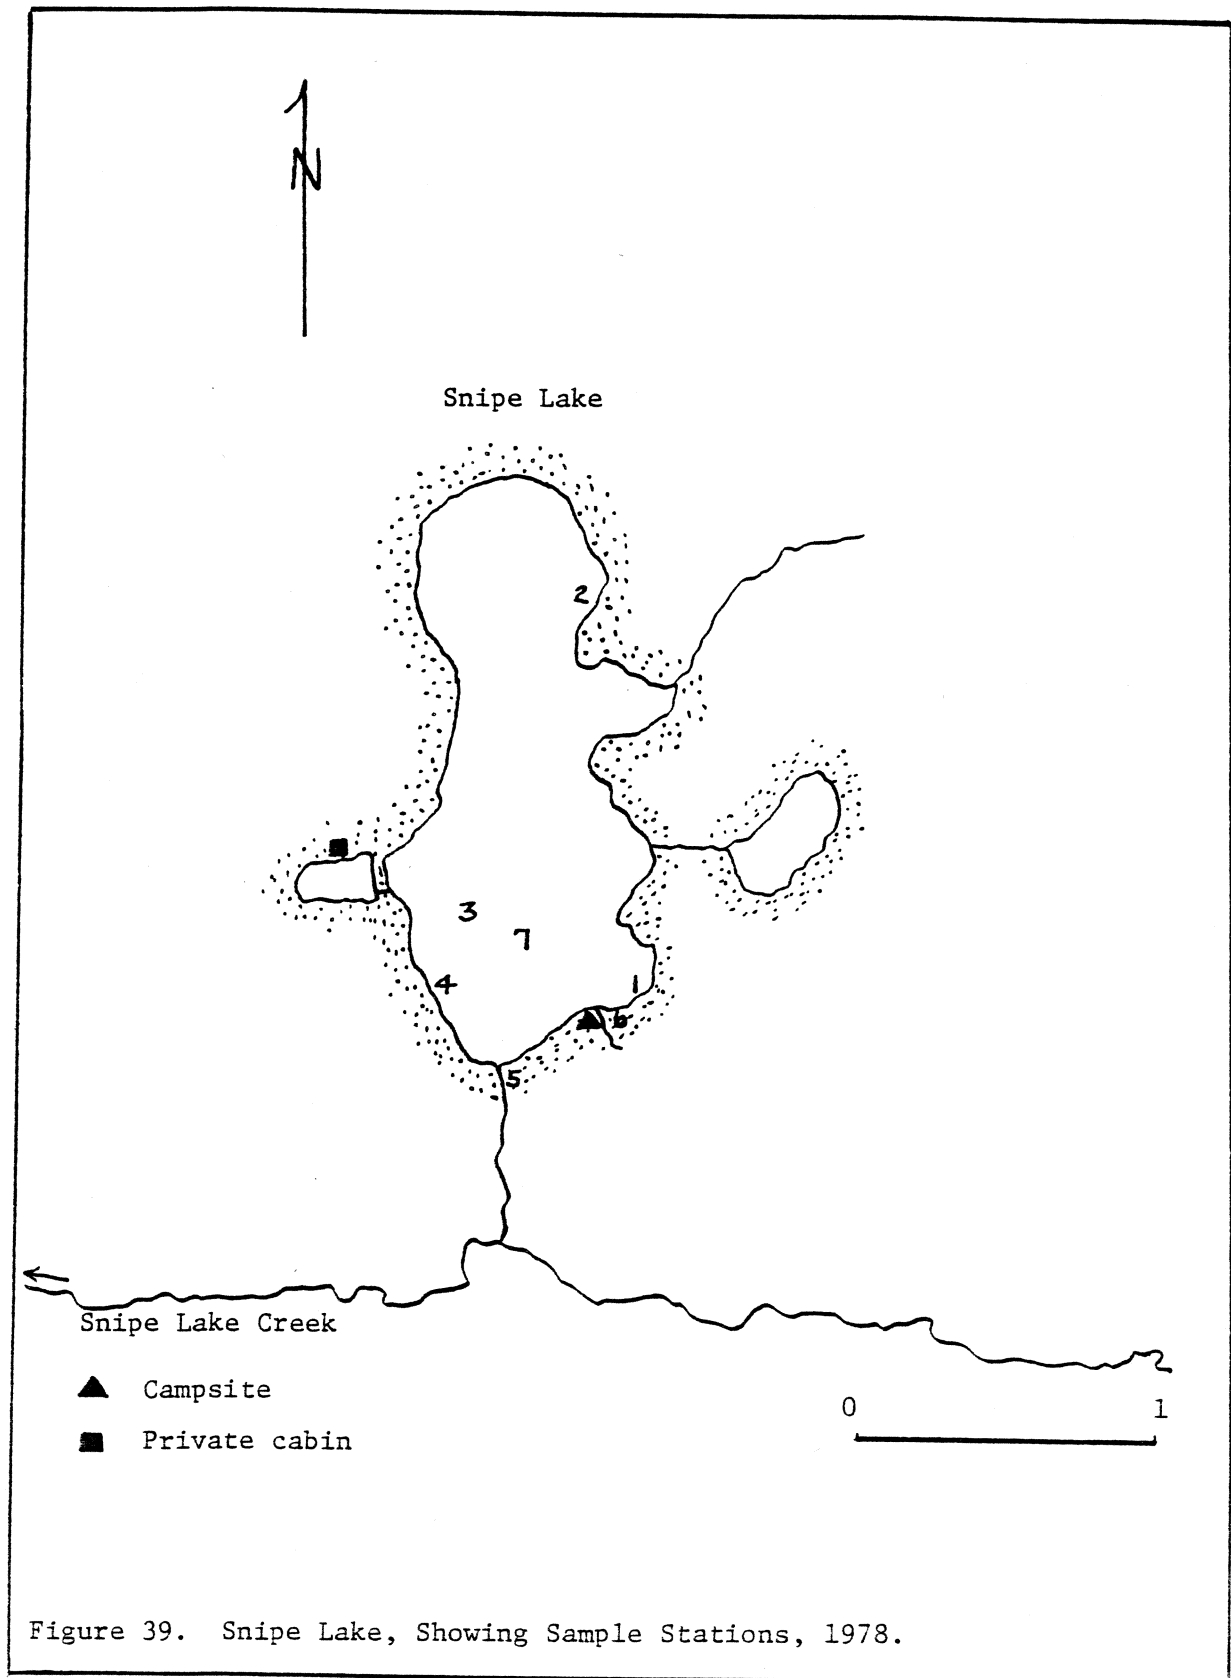 N
Snipe Lake
2
3
7
4
1
6
5
Snipe Lake Creek
Campsite
Private cabin
0 1
Figure 39. Snipe Lake, Showing Sample Stations, 1978.